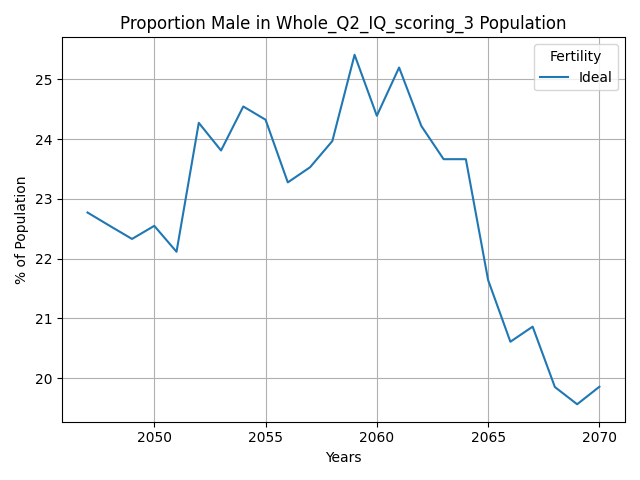 Proportion Male in Whole_Q2_IQ_scoring_3 Population
Fertility
Ideal
% of Population
25
24
23
22
21
20
2050 2055 2060 2065 2070
Years